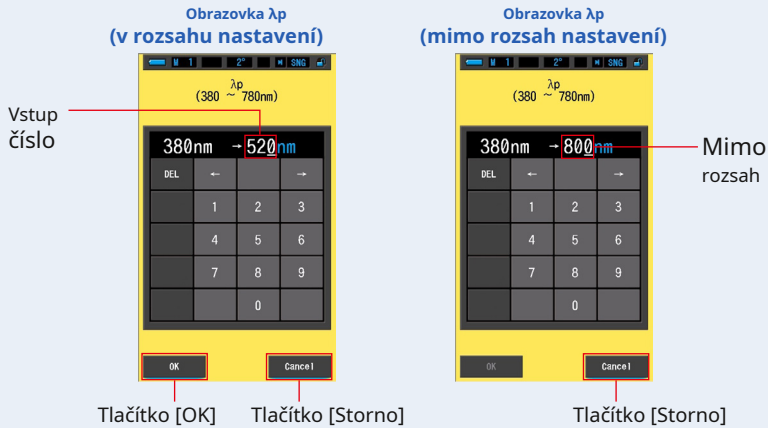 Obrazovka λp
(v rozsahu nastavení)
M 1 2° SNG
λp
(380 ~ 780nm)
Vstup
číslo
380nm →520nm
DEL ← →
1 2 3
4 5 6
7 8 9
0
OK Cancel
Tlačítko [OK] Tlačítko [Storno]
Obrazovka λp
(mimo rozsah nastavení)
M 1 2° SNG
λp
(380 ~ 780nm)
380nm →800nm
Mimo
rozsah
DEL ← →
1 2 3
4 5 6
7 8 9
0
OK Cancel
Tlačítko [Storno]